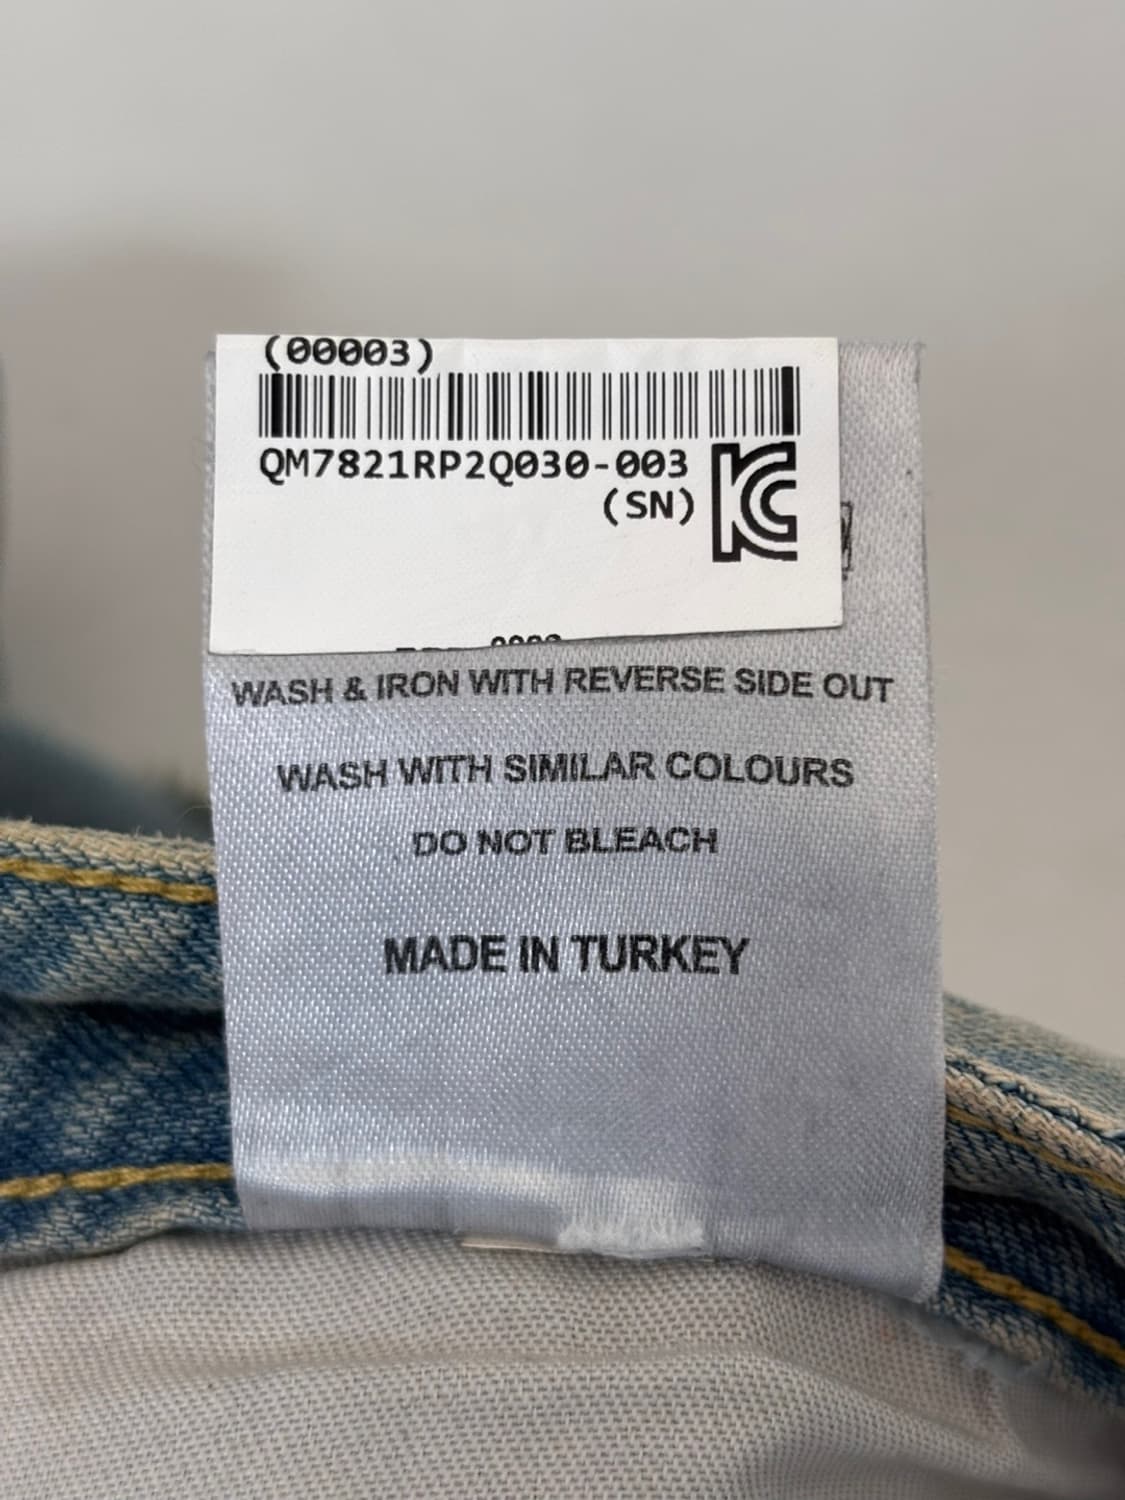 (00003)
QM7821RP2Q030-003
(SN)
KC
WASH & IRON WITH REVERSE SIDE OUT
WASH WITH SIMILAR COLOURS
DO NOT BLEACH
MADE IN TURKEY